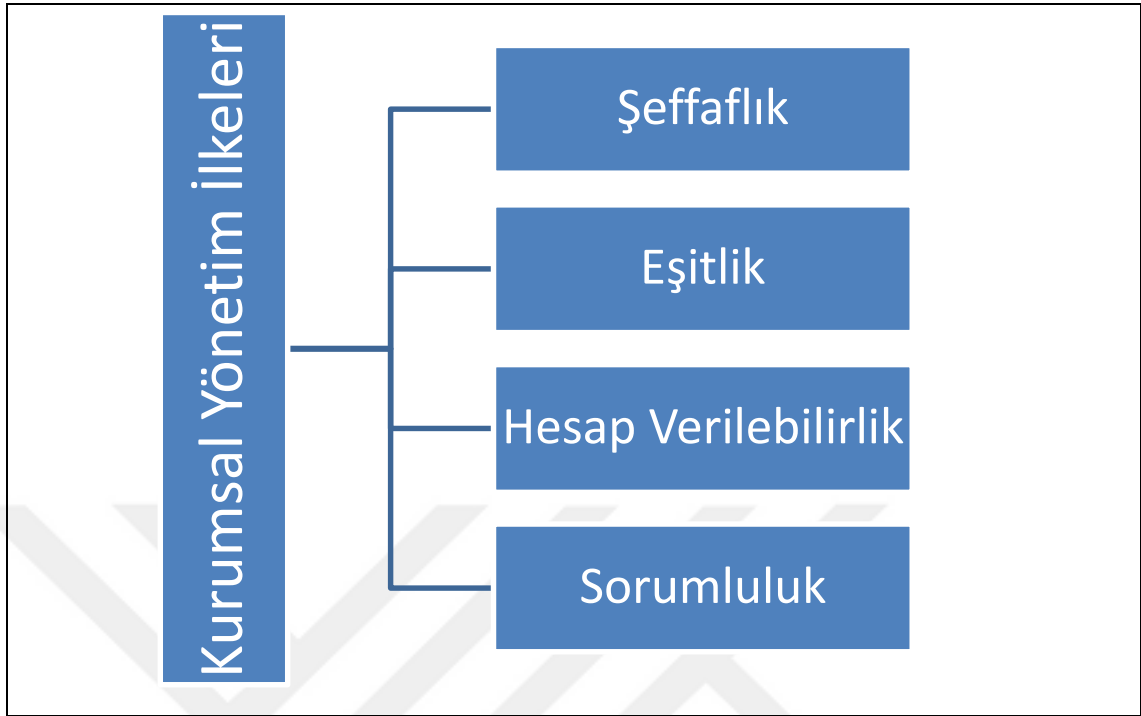 Kurumsal Yönetim İlkeleri
Şeffaflık
Eşitlik
Hesap Verilebilirlik
Sorumluluk